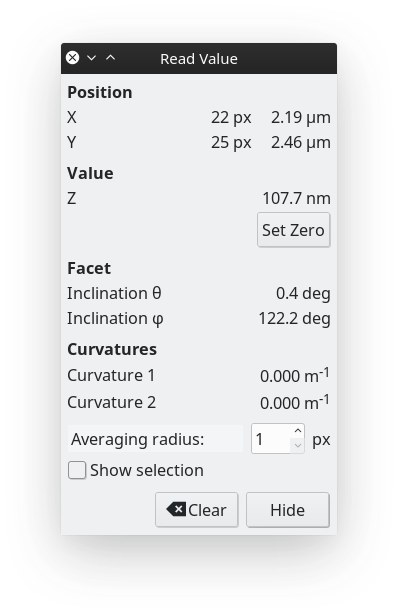 Read Value
Position
X 22 px 2.19 µm
Y 25 px 2.46 µm
Value
Z 107.7 nm
Set Zero
Facet
Inclination θ 0.4 deg
Inclination φ 122.2 deg
Curvatures
Curvature 1 0.000 m⁻¹
Curvature 2 0.000 m⁻¹
Averaging radius: 1 px
Show selection
Clear Hide